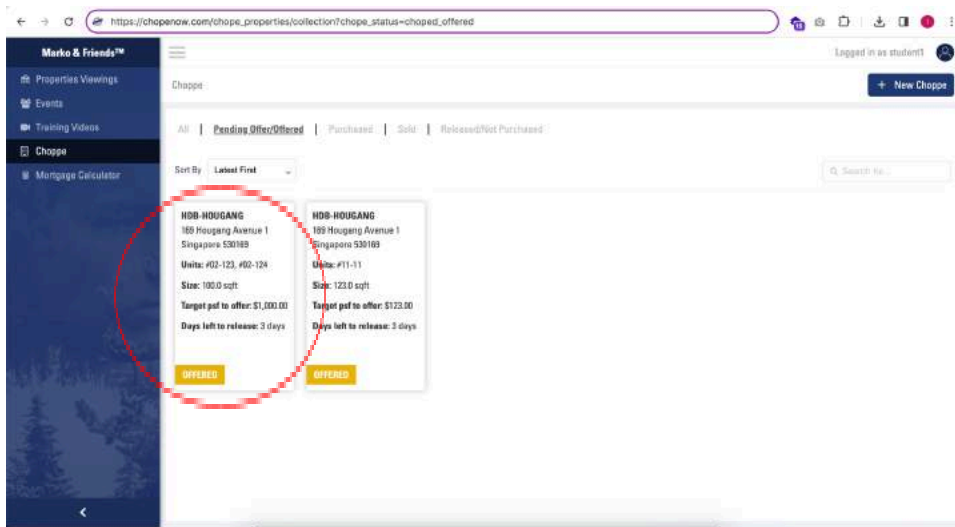 https://chopenow.com/chope_properties/collection?chope_status=choped_offered
Marko & Friends™
Logged in as student1
Properties Viewings
Events
Training Videos
Choppe
Mortgage Calculator
Choppe
+ New Choppe
All | Pending Offer/Offered | Purchased | Sold | Released/Not Purchased
Sort By Latest First
Search by...
HDB-HOUGANG
169 Hougang Avenue 1
Singapore 530169
Units: #02-123, #02-124
Size: 100.0 sqft
Target psf to offer: $1,000.00
Days left to release: 3 days
OFFERED
HDB-HOUGANG
169 Hougang Avenue 1
Singapore 530169
Units: #11-11
Size: 123.0 sqft
Target psf to offer: $123.00
Days left to release: 3 days
OFFERED